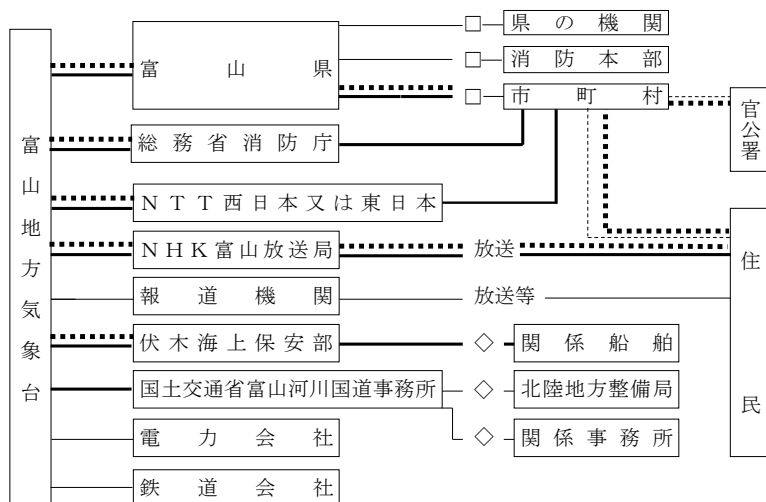 富山地方気象台
富山県
□ 県の機関
□ 消防本部
□ 市町村
官公署
総務省消防庁
NTT西日本又は東日本
NHK富山放送局
放送
住民
報道機関
放送等
伏木海上保安部
◇ 関係船舶
国土交通省富山河川国道事務所
◇ 北陸地方整備局
電力会社
◇ 関係事務所
鉄道会社